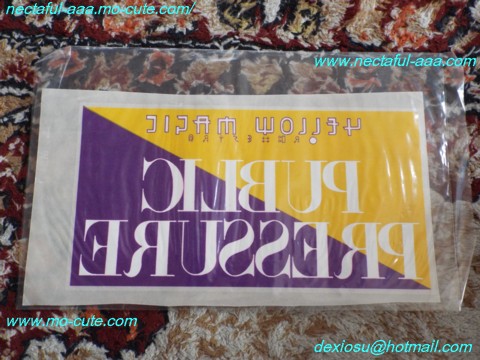 nectaful-aaa.mo-cute.com/
www.nectaful-aaa.com/
YELLOW MAGIC
ORCHESTRA
PUBLIC
PRESSURE
www.mo-cute.com/
dexiosu@hotmail.com